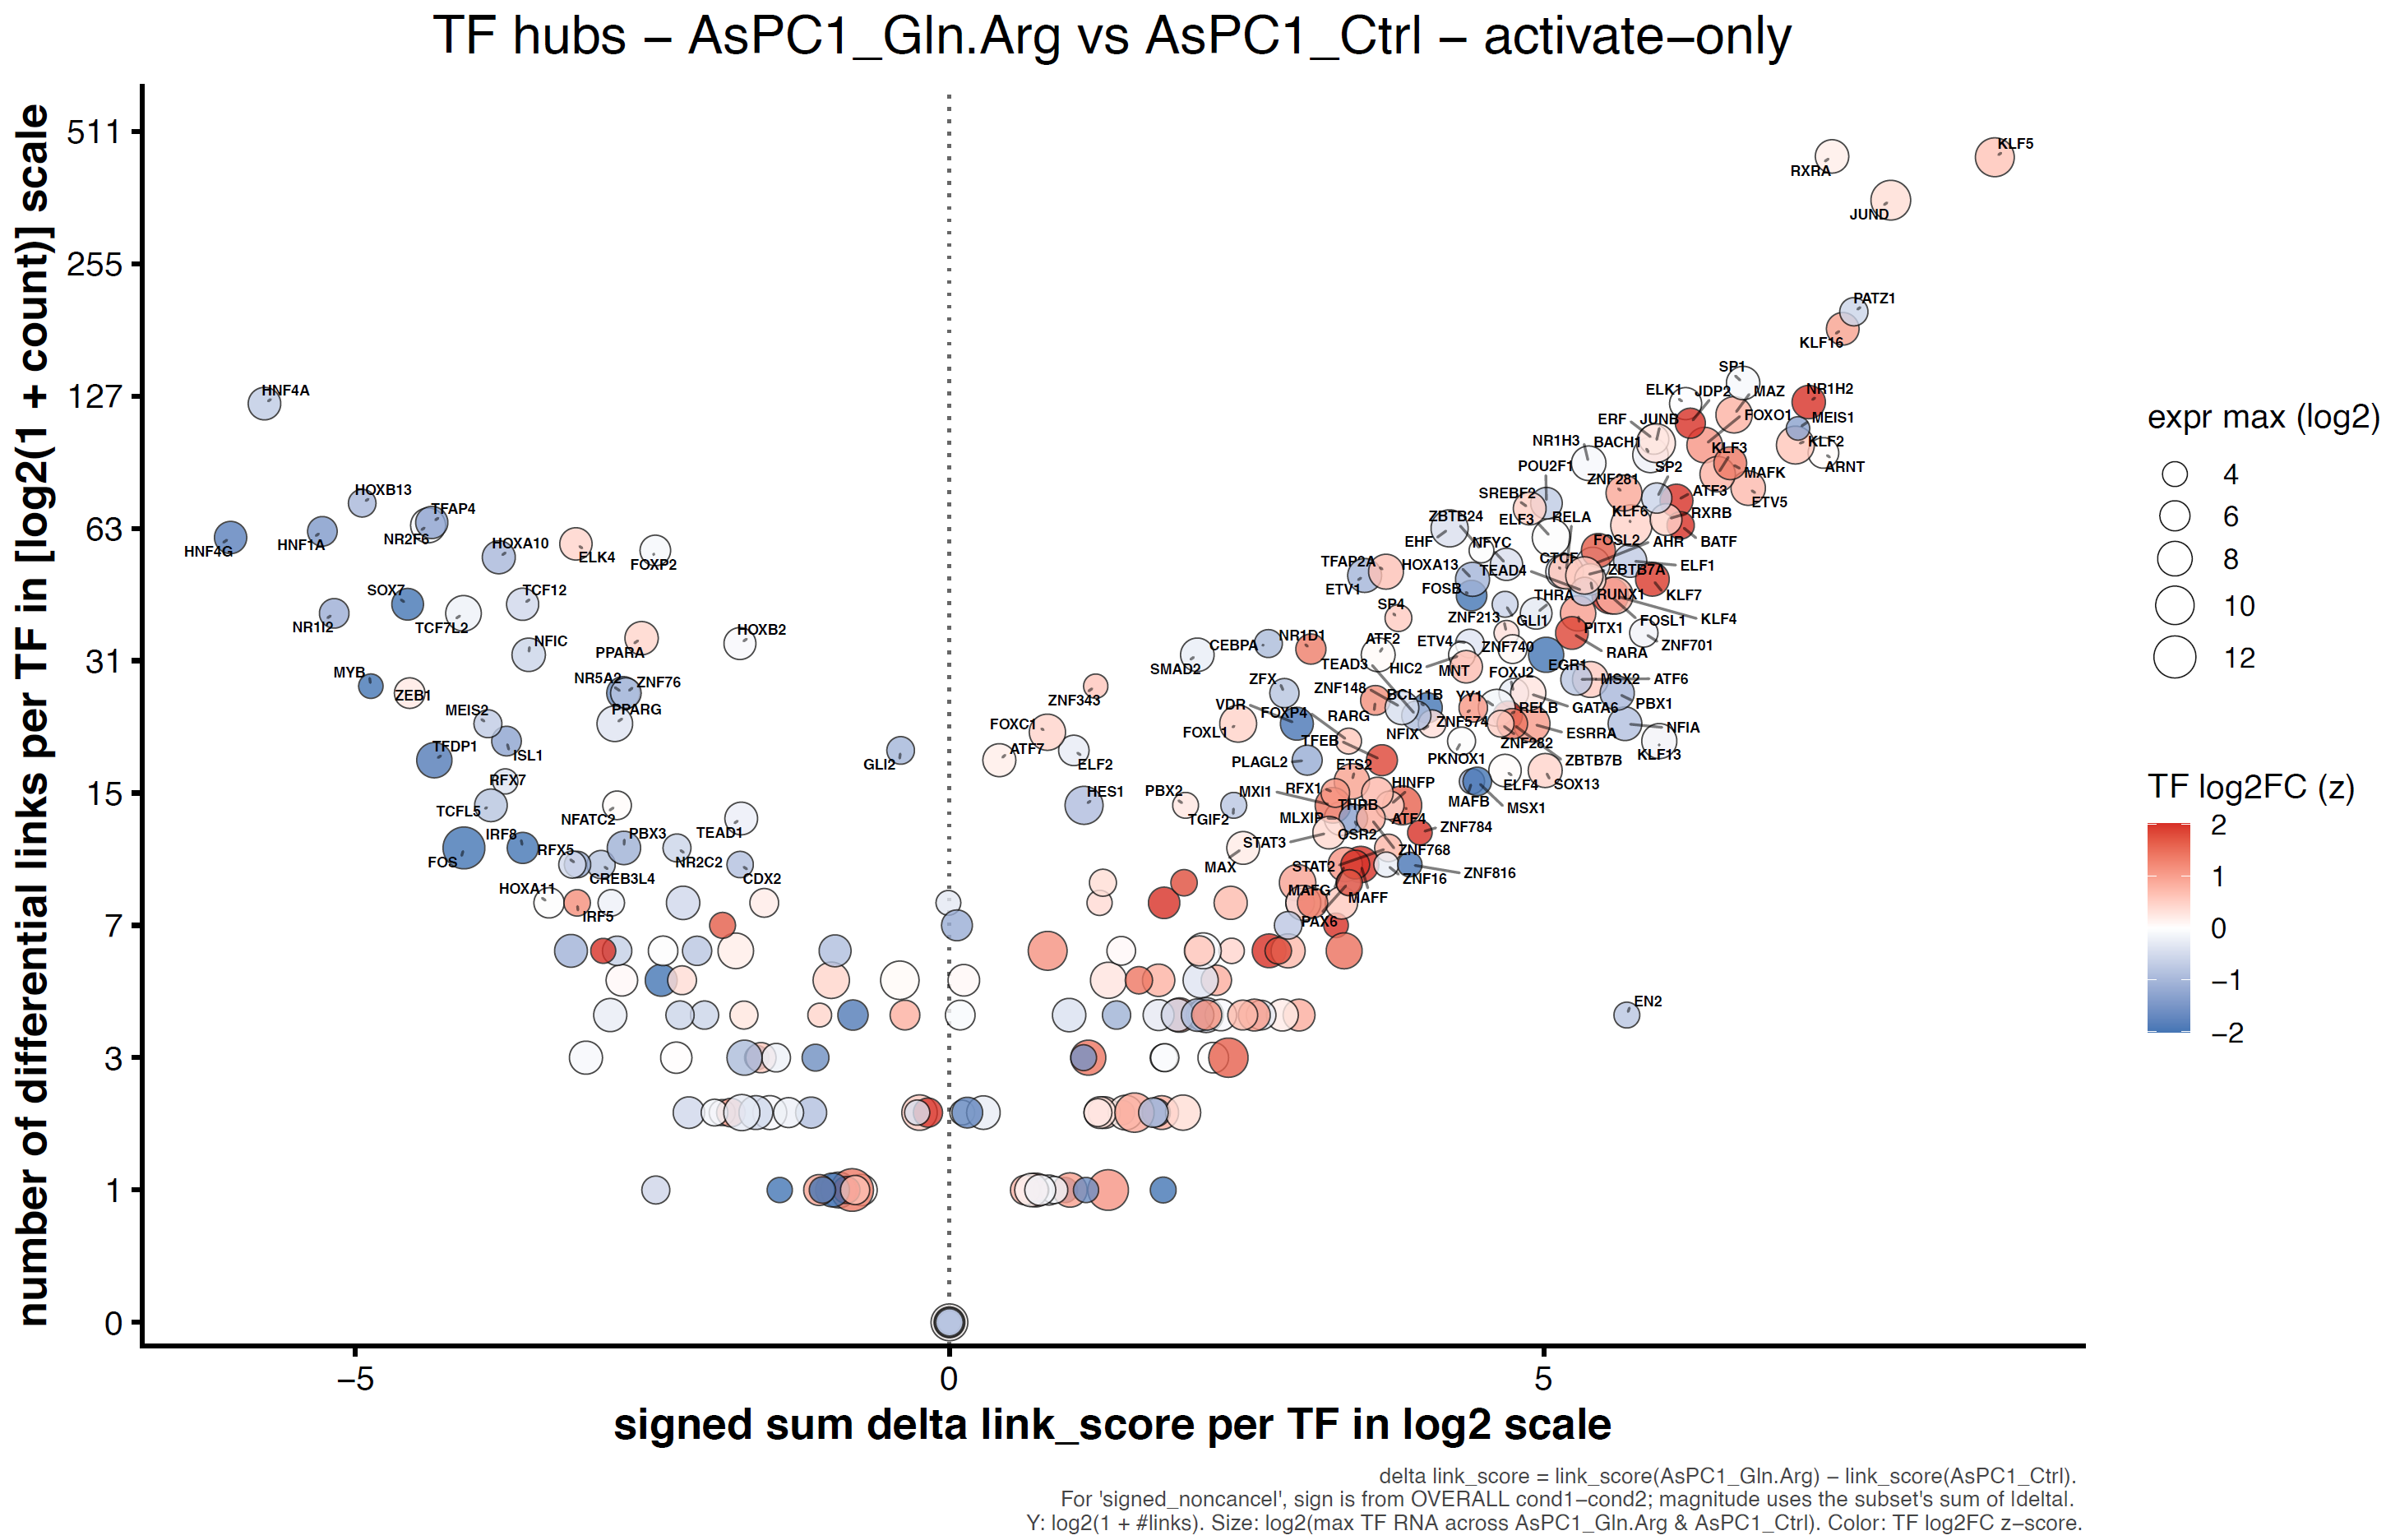 TF hubs − AsPC1_Gln.Arg vs AsPC1_Ctrl − activate−only
number of differential links per TF in [log2(1 + count)] scale
511
255
127
63
31
15
7
3
1
0
−5
0
5
signed sum delta link_score per TF in log2 scale
KLF5
RXRA
JUND
PATZ1
KLF16
SP1
ELK1
JDP2
MAZ
NR1H2
HNF4A
ERF
JUNB
FOXO1
MEIS1
NR1H3
BACH1
KLF3
KLF2
POU2F1
SP2
MAFK
ARNT
ZNF281
HOXB13
SREBF2
ATF3
ETV5
TFAP4
ZBTB24
ELF3
RELA
KLF6
RXRB
HNF4G
HNF1A
NR2F6
HOXA10
ELK4
FOXP2
EHF
NFYC
FOSL2
AHR
BATF
TFAP2A
HOXA13
TEAD4
CTCF
ZBTB7A
ELF1
SOX7
TCF12
ETV1
FOSB
THRA
RUNX1
KLF7
NR1I2
TCF7L2
SP4
ZNF213
GLI1
PITX1
FOSL1
KLF4
NFIC
PPARA
HOXB2
CEBPA
NR1D1
ATF2
ETV4
ZNF740
RARA
ZNF701
SMAD2
TEAD3
HIC2
MNT
FOXJ2
EGR1
MYB
ZEB1
NR5A2
ZNF76
ZNF343
ZFX
ZNF148
BCL11B
YY1
MSX2
ATF6
MEIS2
PPARG
FOXC1
VDR
FOXP4
RARG
RELB
GATA6
PBX1
TFDP1
ISL1
GLI2
ATF7
ELF2
FOXL1
TFEB
NFIX
ZNF574
ZNF282
ESRRA
NFIA
RFX7
PLAGL2
ETS2
PKNOX1
ZBTB7B
KLF13
TCFL5
NFATC2
HES1
PBX2
MXI1
RFX1
HINFP
ELF4
SOX13
IRF8
PBX3
TEAD1
TGIF2
MLXIP
THRB
ATF4
MAFB
MSX1
FOS
RFX5
NR2C2
STAT3
OSR2
ZNF784
CREB3L4
CDX2
MAX
STAT2
ZNF768
HOXA11
IRF5
MAFG
MAFF
ZNF16
ZNF816
PAX6
EN2
expr max (log2)
4
6
8
10
12
TF log2FC (z)
2
1
0
−1
−2
delta link_score = link_score(AsPC1_Gln.Arg) − link_score(AsPC1_Ctrl).
For 'signed_noncancel', sign is from OVERALL cond1−cond2; magnitude uses the subset's sum of |delta|.
Y: log2(1 + #links). Size: log2(max TF RNA across AsPC1_Gln.Arg & AsPC1_Ctrl). Color: TF log2FC z−score.